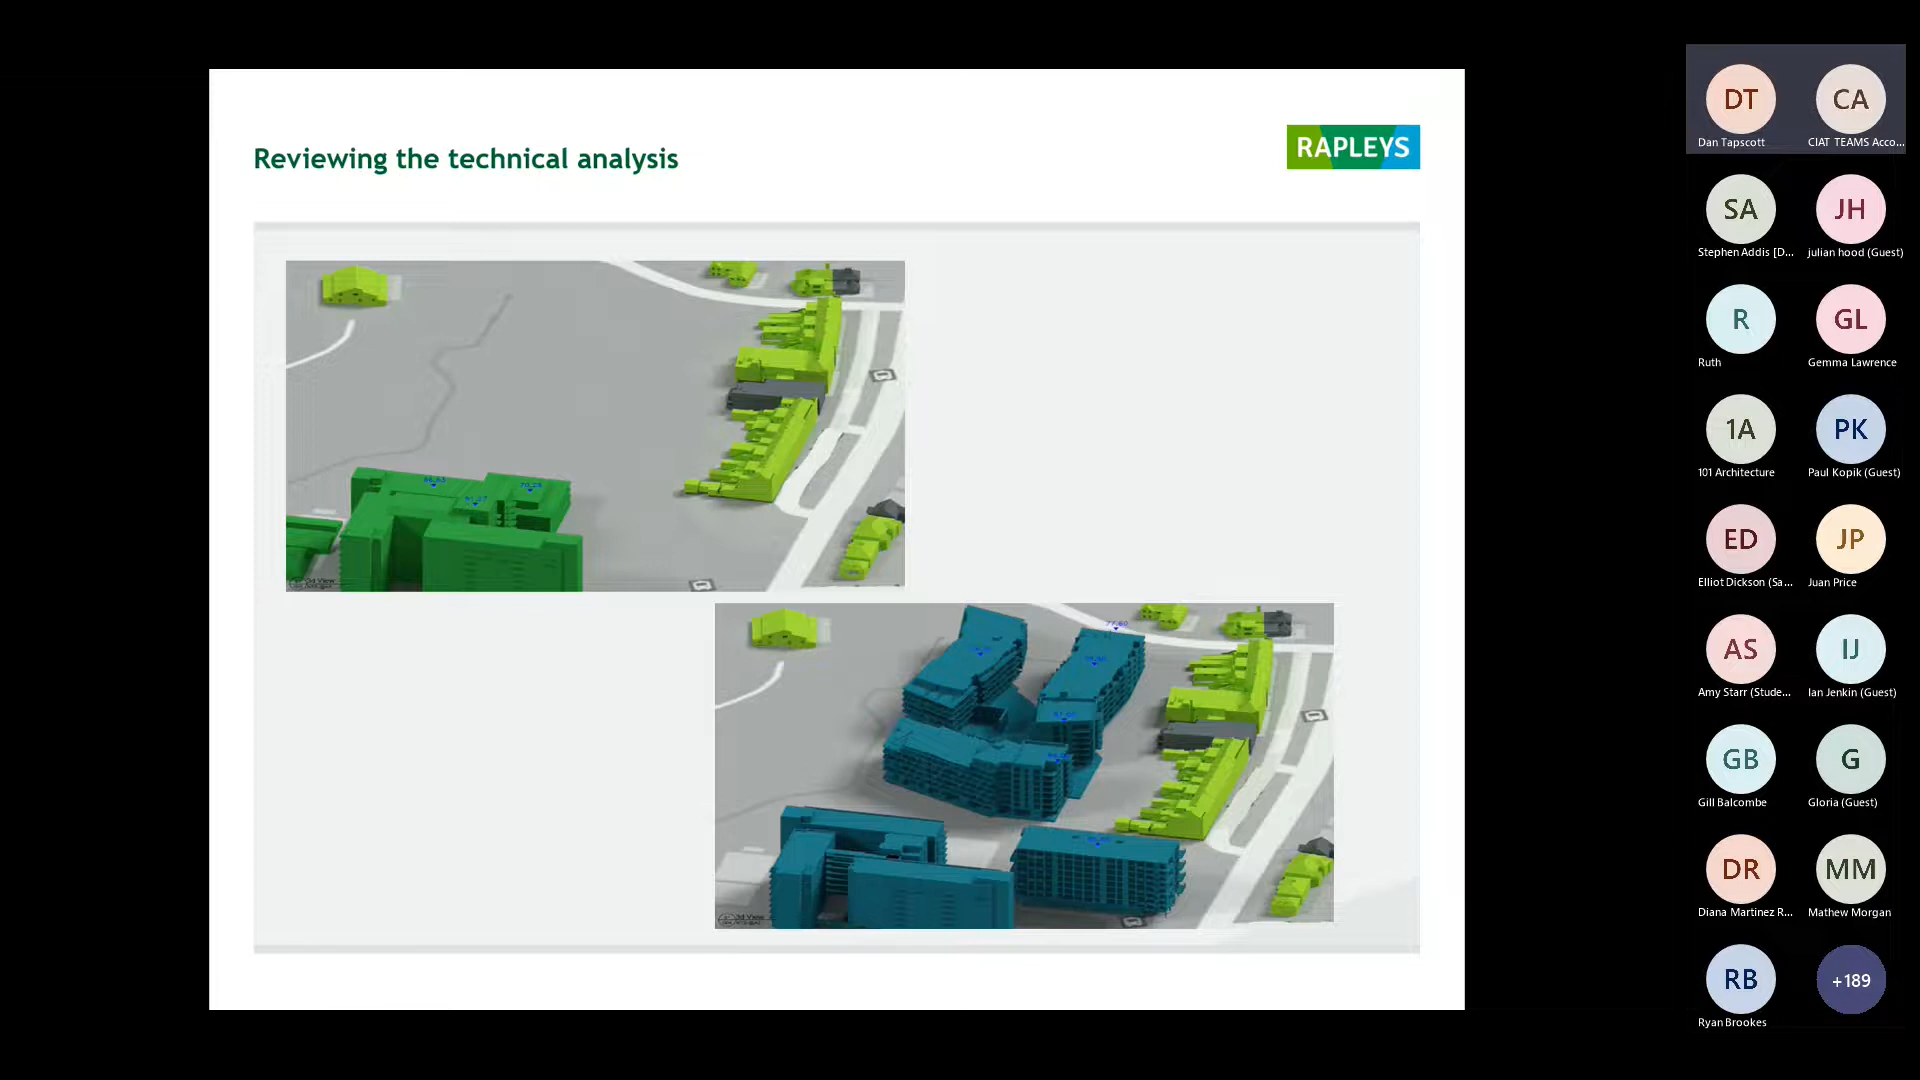 Reviewing the technical analysis
RAPLEYS
DT
Dan Tapscott
CA
CIAT TEAMS Acco...
SA
Stephen Addis [D...
JH
julian hood (Guest)
R
Ruth
GL
Gemma Lawrence
1A
101 Architecture
PK
Paul Kopik (Guest)
ED
Elliot Dickson (Sa...
JP
Juan Price
AS
Amy Starr (Stude...
IJ
Ian Jenkin (Guest)
GB
Gill Balcombe
G
Gloria (Guest)
DR
Diana Martinez R...
MM
Mathew Morgan
RB
Ryan Brookes
+189